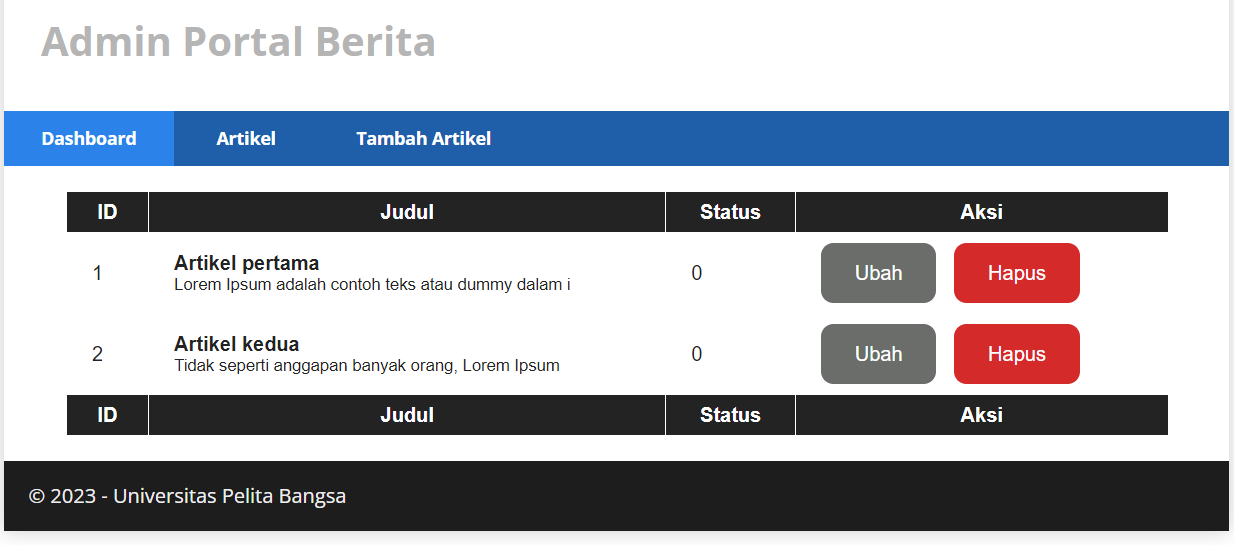 Admin Portal Berita
Dashboard Artikel Tambah Artikel
ID Judul Status Aksi
1 Artikel pertama 0 Ubah Hapus
Lorem Ipsum adalah contoh teks atau dummy dalam i
2 Artikel kedua 0 Ubah Hapus
Tidak seperti anggapan banyak orang, Lorem Ipsum
ID Judul Status Aksi
© 2023 - Universitas Pelita Bangsa